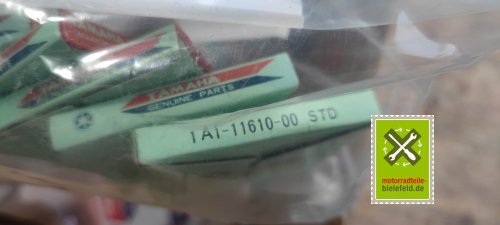 YAMAHA
GENUINE PARTS
1A1-11610-00 STD
motorradteile-
bielefeld.de